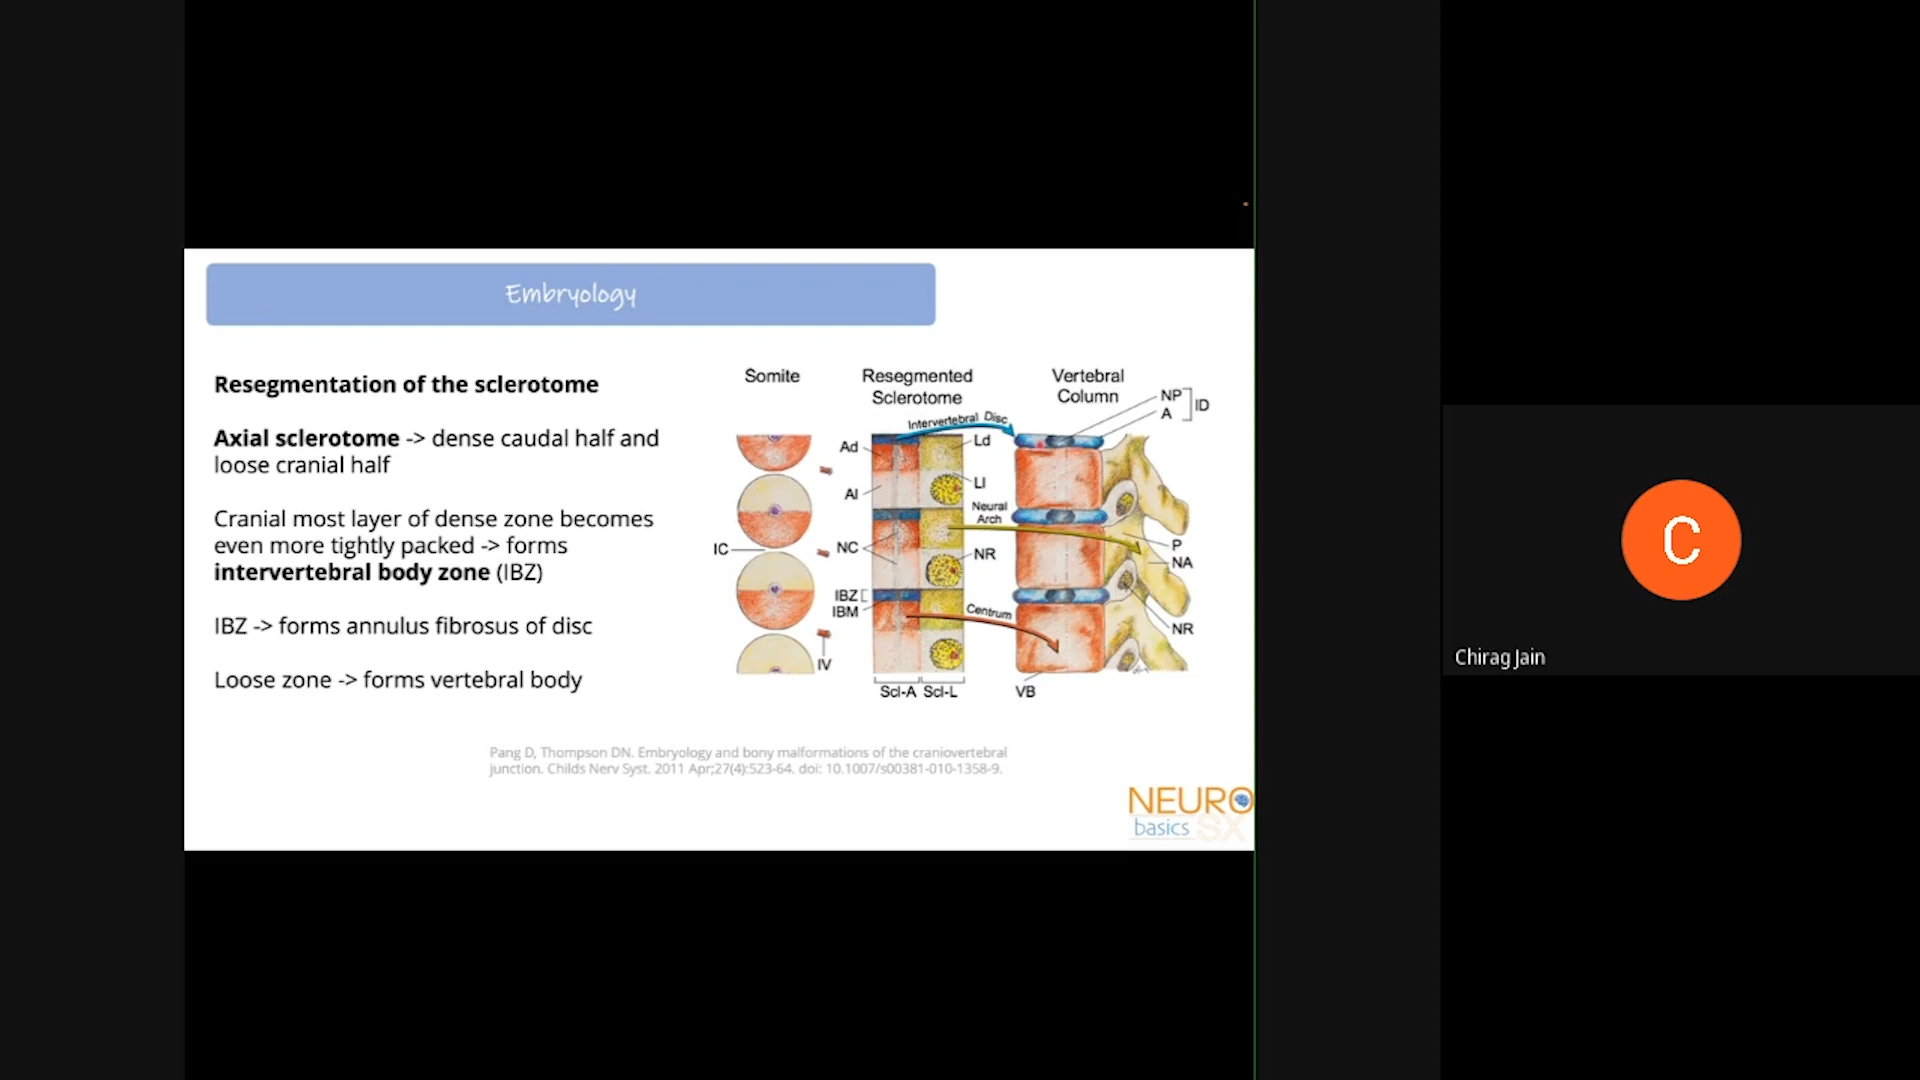 Embryology
Resegmentation of the sclerotome
Axial sclerotome -> dense caudal half and
loose cranial half
Cranial most layer of dense zone becomes
even more tightly packed -> forms
intervertebral body zone (IBZ)
IBZ -> forms annulus fibrosus of disc
Loose zone -> forms vertebral body
Somite
Resegmented
Sclerotome
Vertebral
Column
NP
A
ID
Intervertebral Disc
Ad
Ld
Al
Ll
Neural
Arch
IC
NC
NR
P
NA
IBZ
IBM
Centrum
NR
IV
Scl-A Scl-L
VB
Pang D, Thompson DN. Embryology and bony malformations of the craniovertebral
junction. Childs Nerv Syst. 2011 Apr;27(4):523-64. doi: 10.1007/s00381-010-1358-9.
NEURO
basics SX
C
Chirag Jain